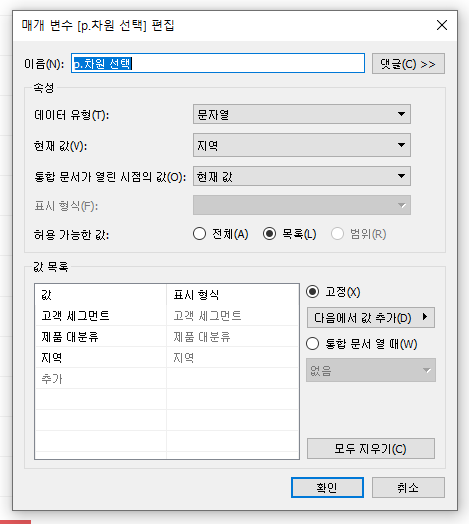 매개 변수 [p.차원 선택] 편집
이름(N): p.차원 선택 댓글(C) >>
속성
데이터 유형(T): 문자열
현재 값(V): 지역
통합 문서가 열린 시점의 값(O): 현재 값
표시 형식(F):
허용 가능한 값: 전체(A) 목록(L) 범위(R)
값 목록
값 표시 형식
고객 세그먼트 고객 세그먼트
제품 대분류 제품 대분류
지역 지역
추가
고정(X)
다음에서 값 추가(D)
통합 문서 열 때(W)
없음
모두 지우기(C)
확인 취소